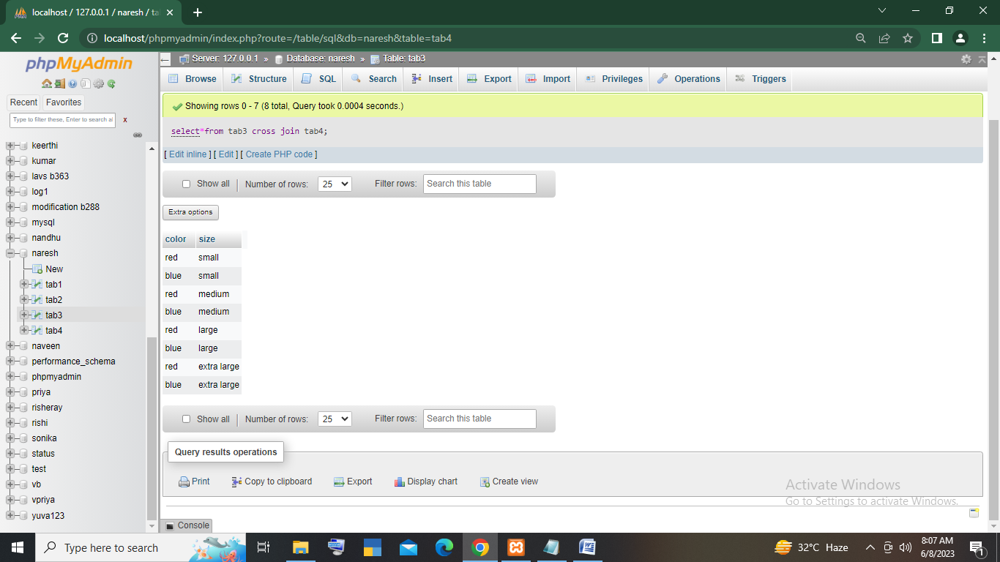 localhost / 127.0.0.1 / naresh / ta
localhost/phpmyadmin/index.php?route=/table/sql&db=naresh&table=tab4
phpMyAdmin
Recent Favorites
Type to filter these, Enter to search al x
keerthi
kumar
lavs b363
log1
modification b288
mysql
nandhu
naresh
New
tab1
tab2
tab3
tab4
naveen
performance_schema
phpmyadmin
priya
risheray
rishi
sonika
status
test
vb
vpriya
yuva123
Server: 127.0.0.1 » Database: naresh » Table: tab3
Browse Structure SQL Search Insert Export Import Privileges Operations Triggers
Showing rows 0 - 7 (8 total, Query took 0.0004 seconds.)
select*from tab3 cross join tab4;
[ Edit inline ] [ Edit ] [ Create PHP code ]
Show all | Number of rows: 25 Filter rows: Search this table
Extra options
color size
red small
blue small
red medium
blue medium
red large
blue large
red extra large
blue extra large
Show all | Number of rows: 25 Filter rows: Search this table
Query results operations
Print Copy to clipboard Export Display chart Create view
Activate Windows
Go to Settings to activate Windows.
Console
Type here to search
32°C Haze
8:07 AM
6/8/2023
1